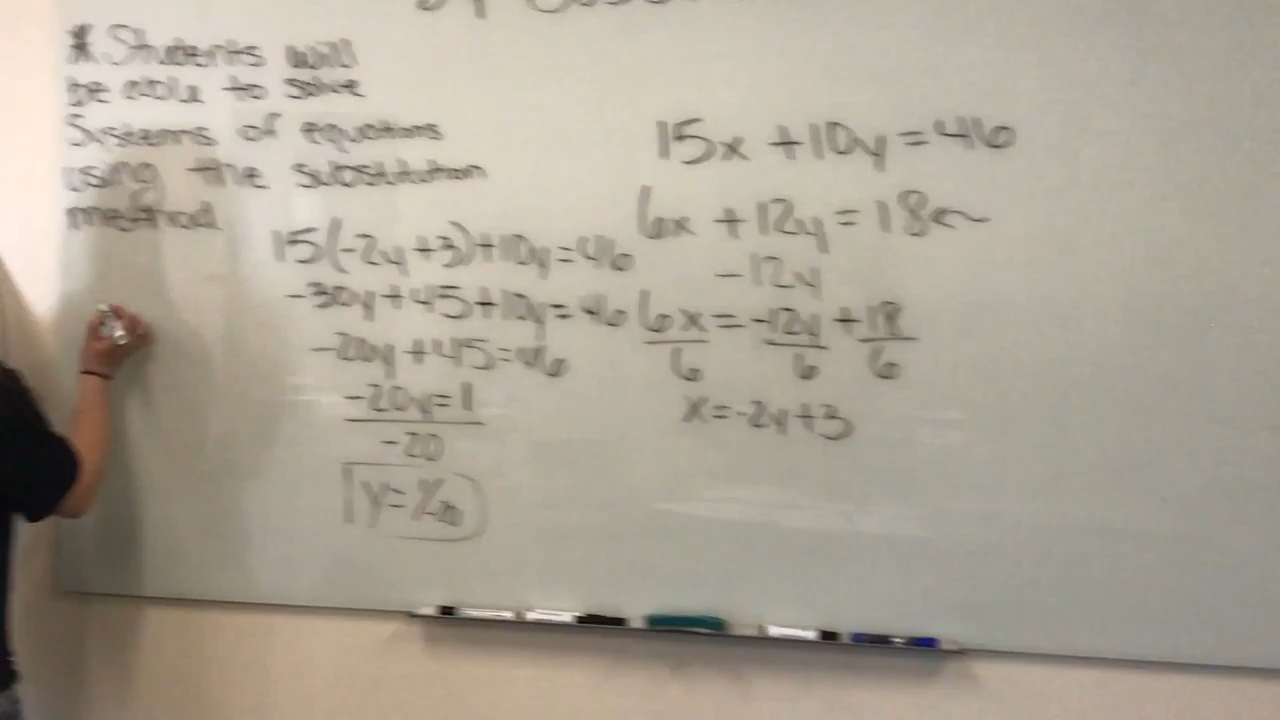 *Students will
be able to solve
Systems of equations
using the substitution
method
15x + 10y = 46
6x + 12y = 18
-12y
6x = -12y + 18
6 6 6
x = -2y + 3
15(-2y + 3) + 10y = 46
-30y + 45 + 10y = 46
-20y + 45 = 46
-20y = 1
-20
y = 1/-20